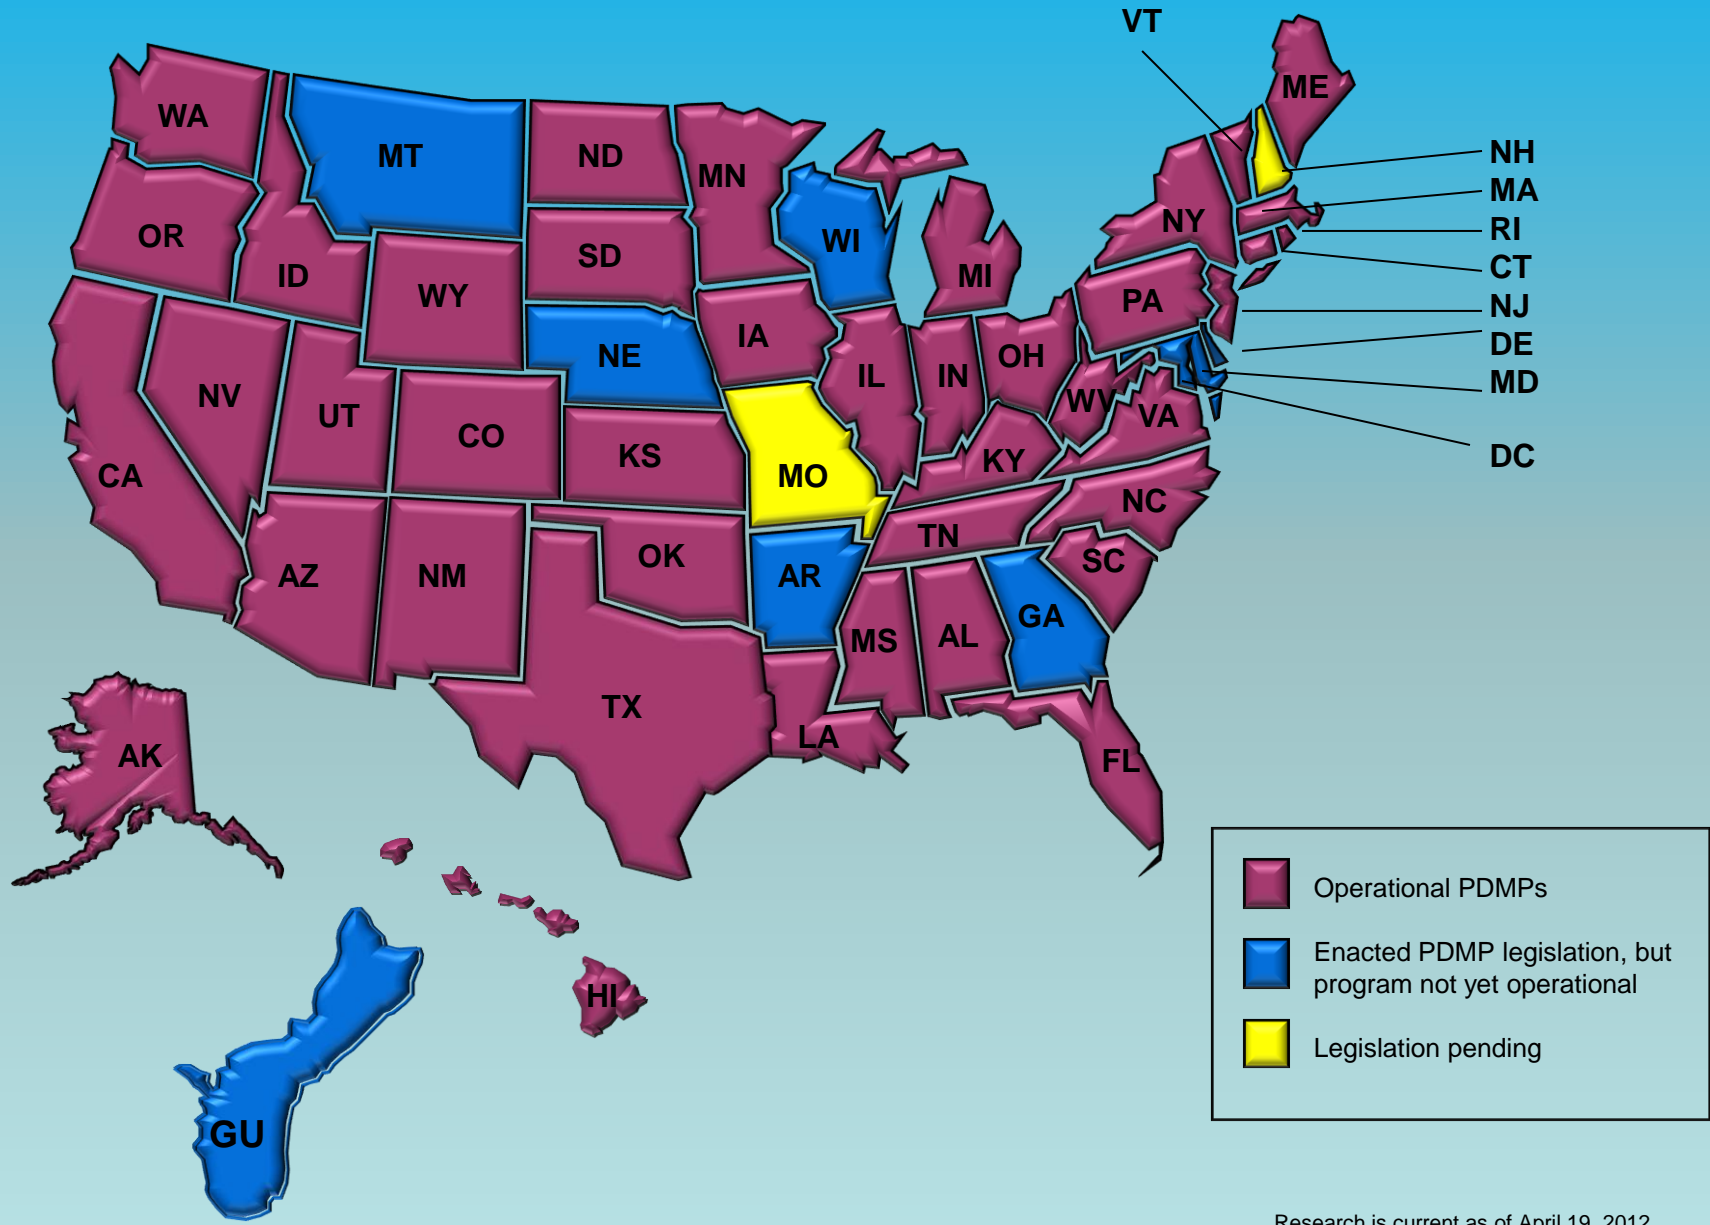 VT
ME
WA
MT
ND
MN
NH
MA
OR
ID
WY
SD
WI
MI
NY
RI
CT
PA
NJ
NE
IA
OH
DE
NV
UT
CO
IL
IN
WV
VA
MD
CA
KS
MO
KY
DC
NC
AZ
NM
OK
AR
TN
SC
GA
MS
AL
TX
LA
FL
AK
HI
GU
Operational PDMPs
Enacted PDMP legislation, but
program not yet operational
Legislation pending
Research is current as of April 19, 2012